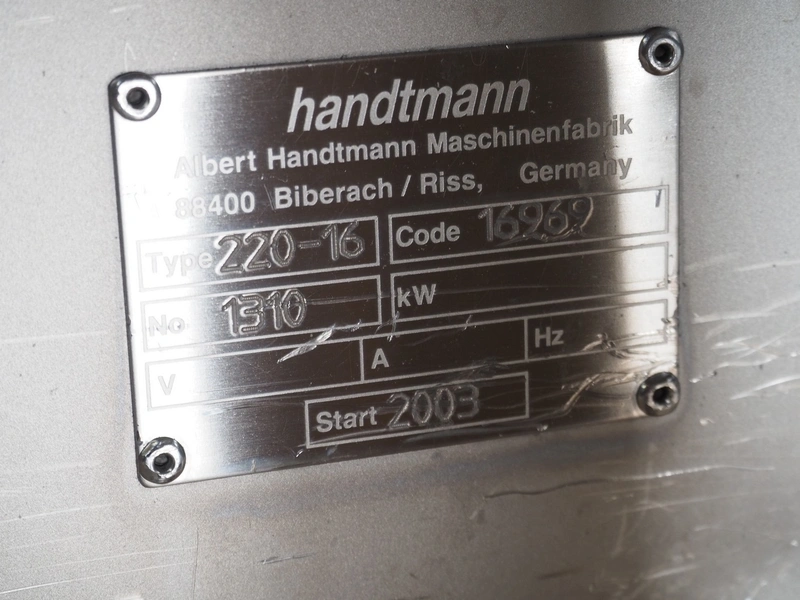 handtmann
Albert Handtmann Maschinenfabrik
88400 Biberach / Riss, Germany
Type 220-16 Code 16969
No 1310 kW
V A Hz
Start 2003